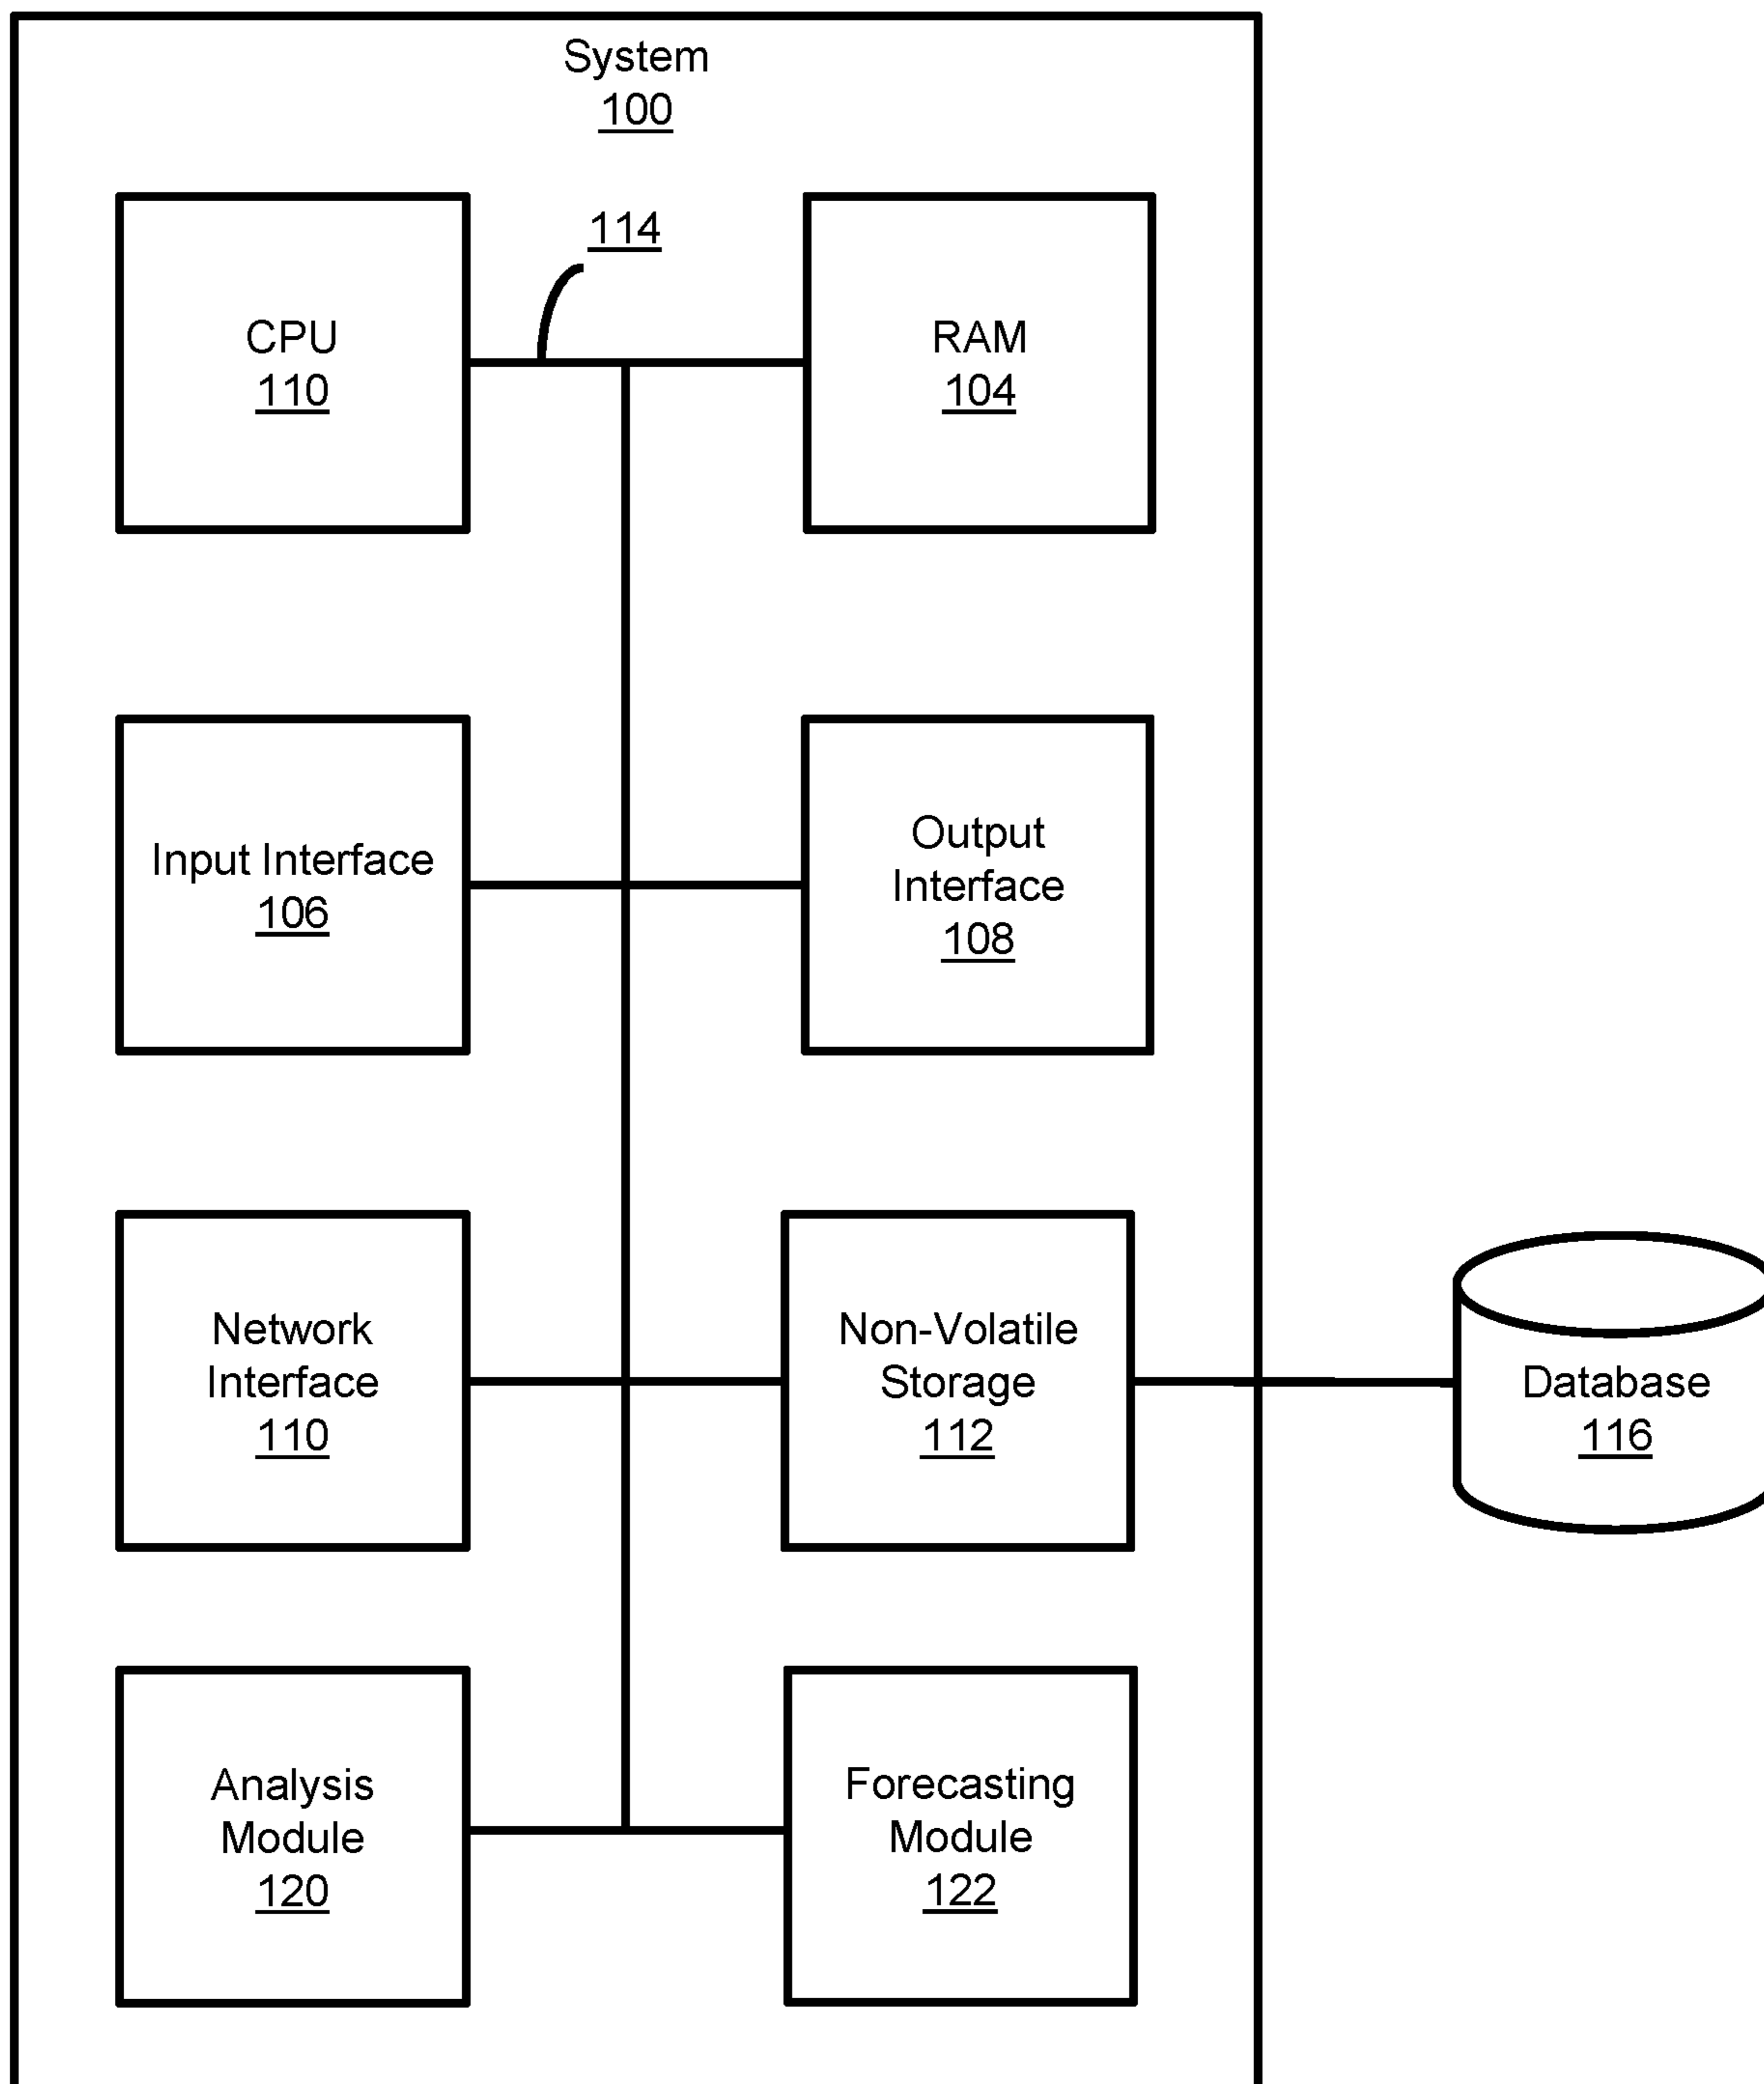 System
100
114
CPU
110
RAM
104
Input Interface
106
Output
Interface
108
Network
Interface
110
Non-Volatile
Storage
112
Database
116
Analysis
Module
120
Forecasting
Module
122